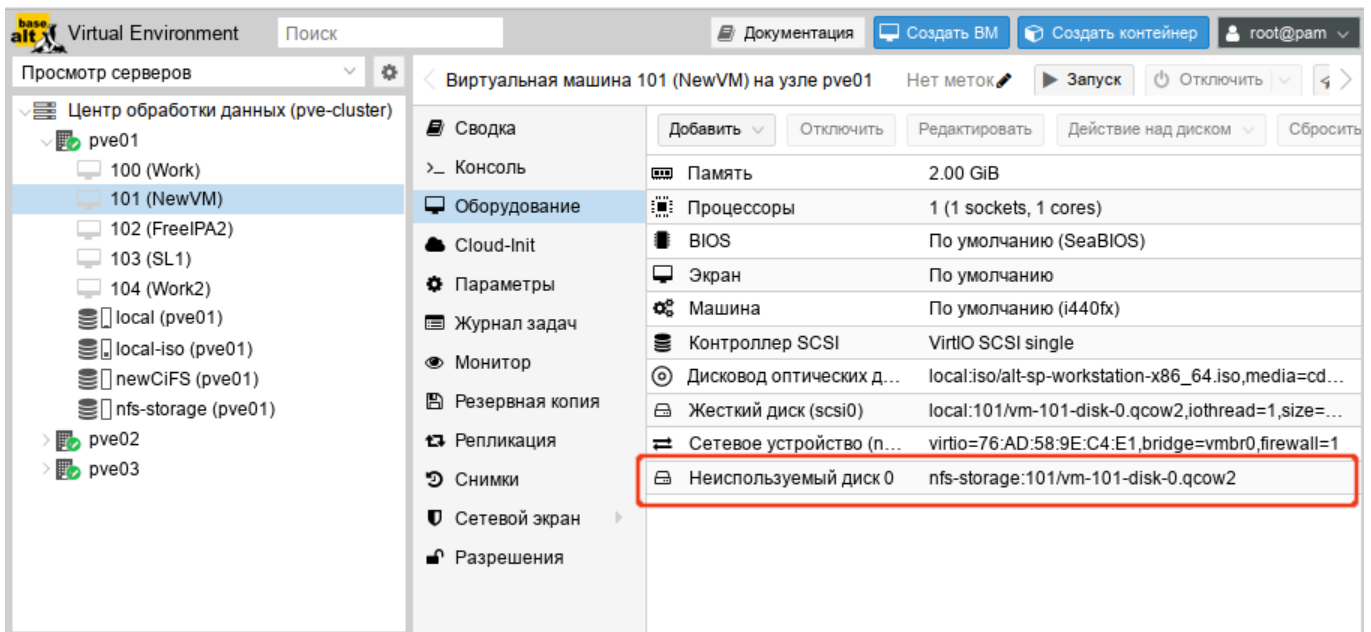 base alt Virtual Environment Поиск Документация Создать ВМ Создать контейнер root@pam
Просмотр серверов
Центр обработки данных (pve-cluster)
pve01
100 (Work)
101 (NewVM)
102 (FreeIPA2)
103 (SL1)
104 (Work2)
local (pve01)
local-iso (pve01)
newCiFS (pve01)
nfs-storage (pve01)
pve02
pve03
Виртуальная машина 101 (NewVM) на узле pve01 Нет меток Запуск Отключить
Сводка
Консоль
Оборудование
Cloud-Init
Параметры
Журнал задач
Монитор
Резервная копия
Репликация
Снимки
Сетевой экран
Разрешения
Добавить Отключить Редактировать Действие над диском Сбросить
Память 2.00 GiB
Процессоры 1 (1 sockets, 1 cores)
BIOS По умолчанию (SeaBIOS)
Экран По умолчанию
Машина По умолчанию (i440fx)
Контроллер SCSI VirtIO SCSI single
Дисковод оптических д... local:iso/alt-sp-workstation-x86_64.iso,media=cd...
Жесткий диск (scsi0) local:101/vm-101-disk-0.qcow2,iothread=1,size=...
Сетевое устройство (n... virtio=76:AD:58:9E:C4:E1,bridge=vmbr0,firewall=1
Неиспользуемый диск 0 nfs-storage:101/vm-101-disk-0.qcow2